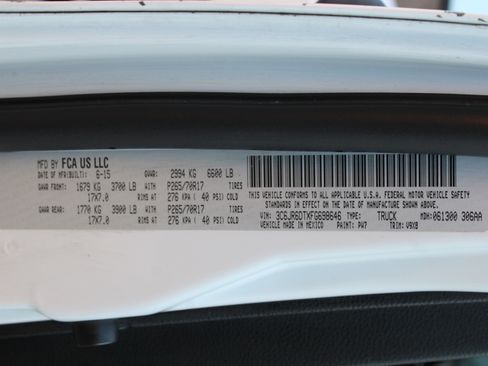 MFD BY FCA US LLC
DATE OF MFR(BUILT): 6-15 GVWR: 2994 KG 6600 LB
GAWR FRONT: 1679 KG 3700 LB WITH P265/70R17 TIRES
17X7.0 RIMS AT 276 KPA ( 40 PSI) COLD
GAWR REAR: 1770 KG 3900 LB WITH P265/70R17 TIRES
17X7.0 RIMS AT 276 KPA ( 40 PSI) COLD
THIS VEHICLE CONFORMS TO ALL APPLICABLE U.S.A. FEDERAL MOTOR VEHICLE SAFETY
STANDARDS IN EFFECT ON THE DATE OF MANUFACTURE SHOWN ABOVE.
VIN: 3C6JR6DTXFG698646 TYPE: TRUCK MDH: 061300 306AA
VEHICLE MADE IN MEXICO PAINT: PW7 TRIM: V9X8